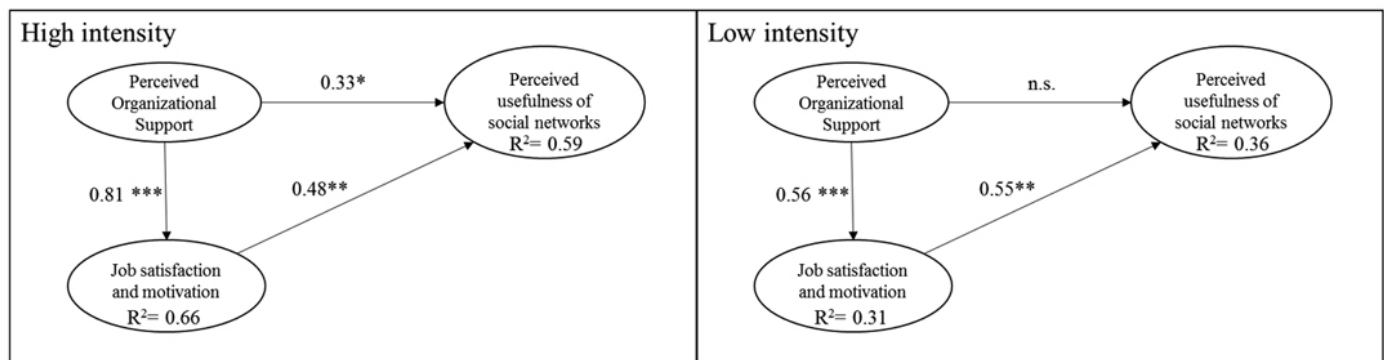 High intensity
Perceived
Organizational
Support
0.33*
Perceived
usefulness of
social networks
R²= 0.59
0.81 ***
0.48**
Job satisfaction
and motivation
R²= 0.66
Low intensity
Perceived
Organizational
Support
n.s.
Perceived
usefulness of
social networks
R²= 0.36
0.56 ***
0.55**
Job satisfaction
and motivation
R²= 0.31